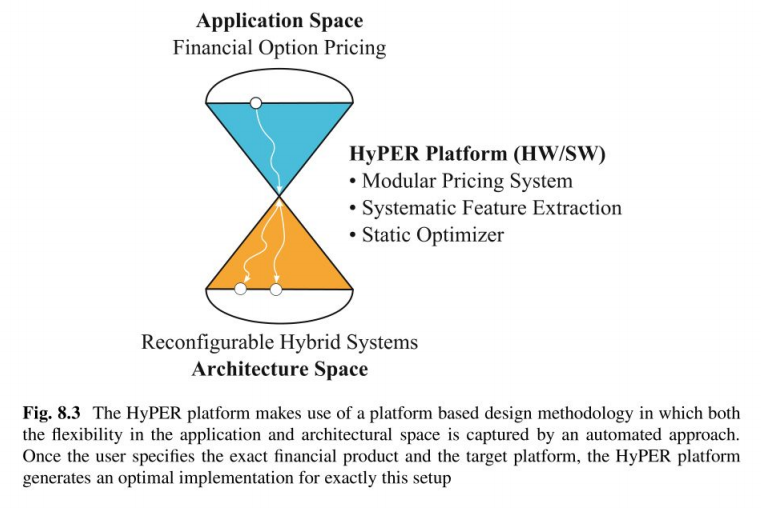 Application Space
Financial Option Pricing
HyPER Platform (HW/SW)
• Modular Pricing System
• Systematic Feature Extraction
• Static Optimizer
Reconfigurable Hybrid Systems
Architecture Space
Fig. 8.3 The HyPER platform makes use of a platform based design methodology in which both
the flexibility in the application and architectural space is captured by an automated approach.
Once the user specifies the exact financial product and the target platform, the HyPER platform
generates an optimal implementation for exactly this setup